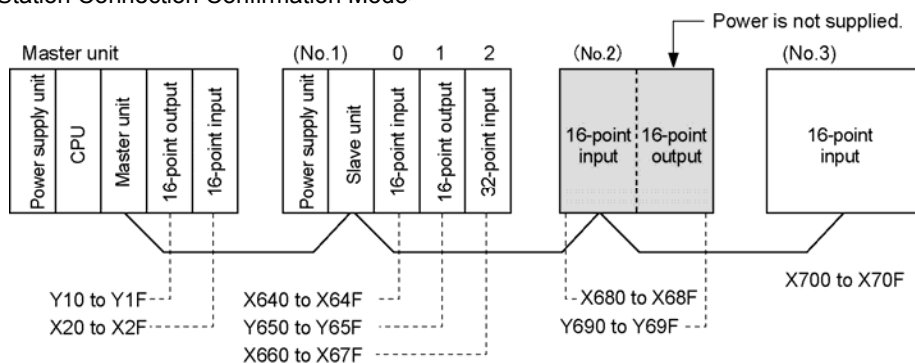 Station Connection Confirmation Mode
Power is not supplied.
Master unit
Power supply unit
CPU
Master unit
16-point output
16-point input
(No.1) 0 1 2
Power supply unit
Slave unit
16-point input
16-point output
32-point input
(No.2)
16-point input
16-point output
(No.3)
16-point input
Y10 to Y1F
X20 to X2F
X640 to X64F
Y650 to Y65F
X660 to X67F
X680 to X68F
Y690 to Y69F
X700 to X70F